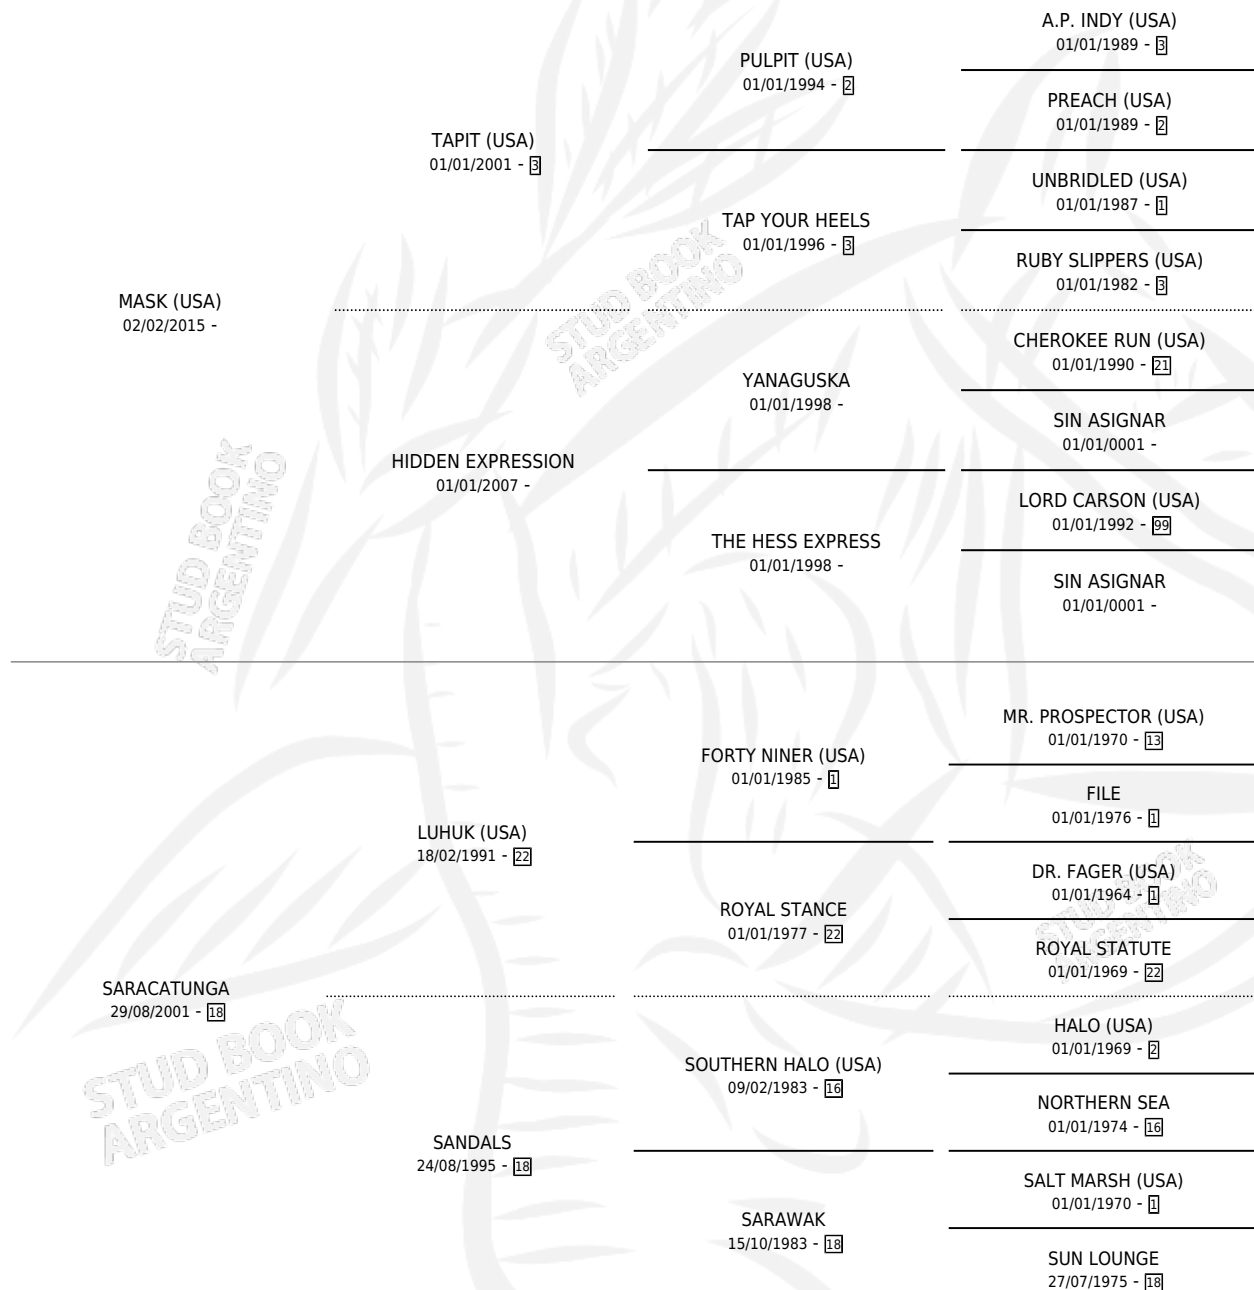 A.P. INDY (USA)
01/01/1989 - 3
PULPIT (USA)
01/01/1994 - 2
PREACH (USA)
01/01/1989 - 2
TAPIT (USA)
01/01/2001 - 3
UNBRIDLED (USA)
01/01/1987 - 1
TAP YOUR HEELS
01/01/1996 - 3
RUBY SLIPPERS (USA)
01/01/1982 - 3
MASK (USA)
02/02/2015 -
CHEROKEE RUN (USA)
01/01/1990 - 21
YANAGUSKA
01/01/1998 -
SIN ASIGNAR
01/01/0001 -
HIDDEN EXPRESSION
01/01/2007 -
LORD CARSON (USA)
01/01/1992 - 99
THE HESS EXPRESS
01/01/1998 -
SIN ASIGNAR
01/01/0001 -
MR. PROSPECTOR (USA)
01/01/1970 - 13
FORTY NINER (USA)
01/01/1985 - 1
FILE
01/01/1976 - 1
LUHUK (USA)
18/02/1991 - 22
DR. FAGER (USA)
01/01/1964 - 1
ROYAL STANCE
01/01/1977 - 22
ROYAL STATUTE
01/01/1969 - 22
SARACATUNGA
29/08/2001 - 18
HALO (USA)
01/01/1969 - 2
SOUTHERN HALO (USA)
09/02/1983 - 16
NORTHERN SEA
01/01/1974 - 16
SANDALS
24/08/1995 - 18
SALT MARSH (USA)
01/01/1970 - 1
SARAWAK
15/10/1983 - 18
SUN LOUNGE
27/07/1975 - 18
STUD BOOK
ARGENTINO
STUD BOOK
ARGENTINO
STUD BOOK
ARGENTINO
STUD BOOK
ARGENTINO